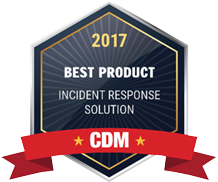 2017
BEST PRODUCT
INCIDENT RESPONSE
SOLUTION
CDM